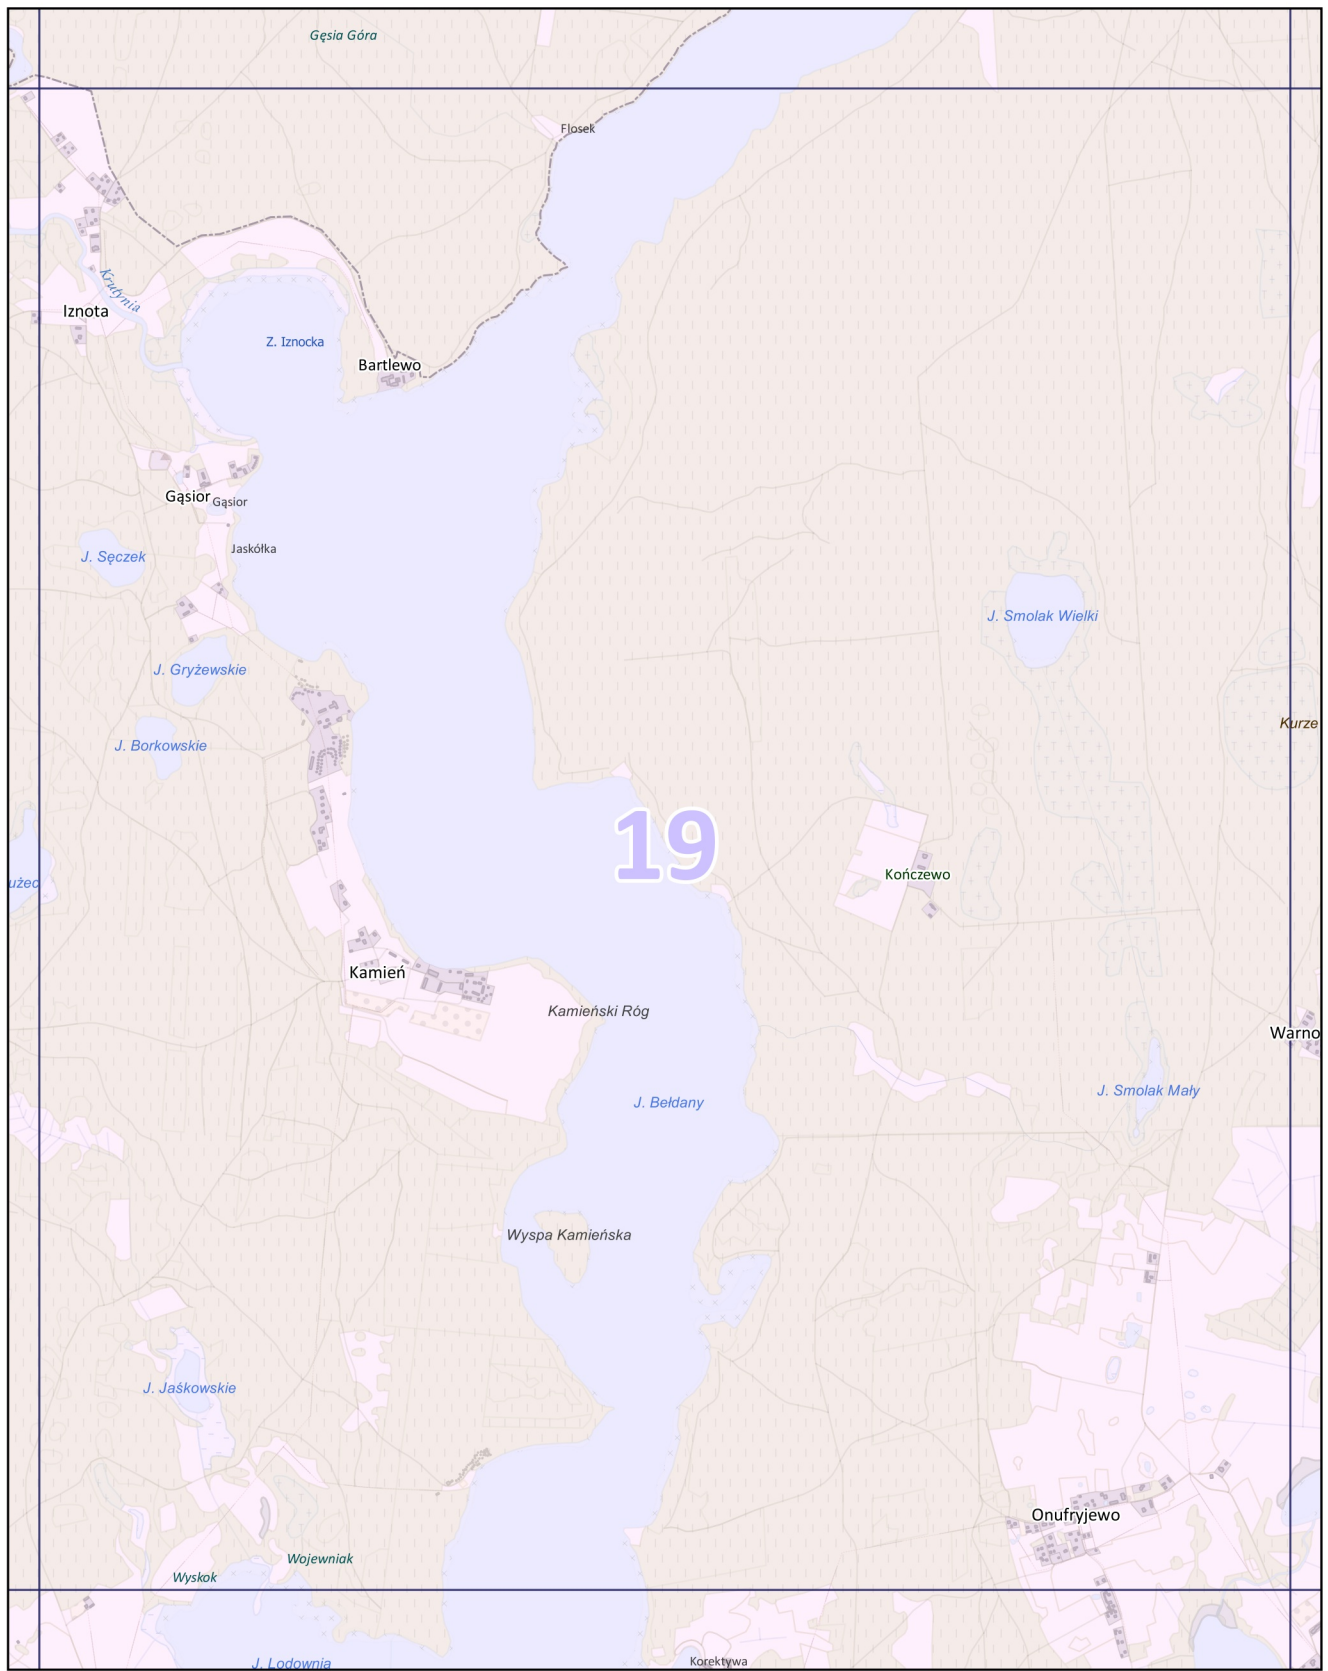 Gęsia Góra
Flosek
Krutynia
Iznota
Z. Iznocka
Bartlewo
Gąsior
Gąsior
Jaskółka
J. Sęczek
J. Smolak Wielki
J. Gryżewskie
Kurze
J. Borkowskie
19
Kończewo
użec
Kamień
Kamieński Róg
Warno
J. Smolak Mały
J. Bełdany
Wyspa Kamieńska
J. Jaśkowskie
Onufryjewo
Wojewniak
Wyskok
J. Lodownia
Korektywa